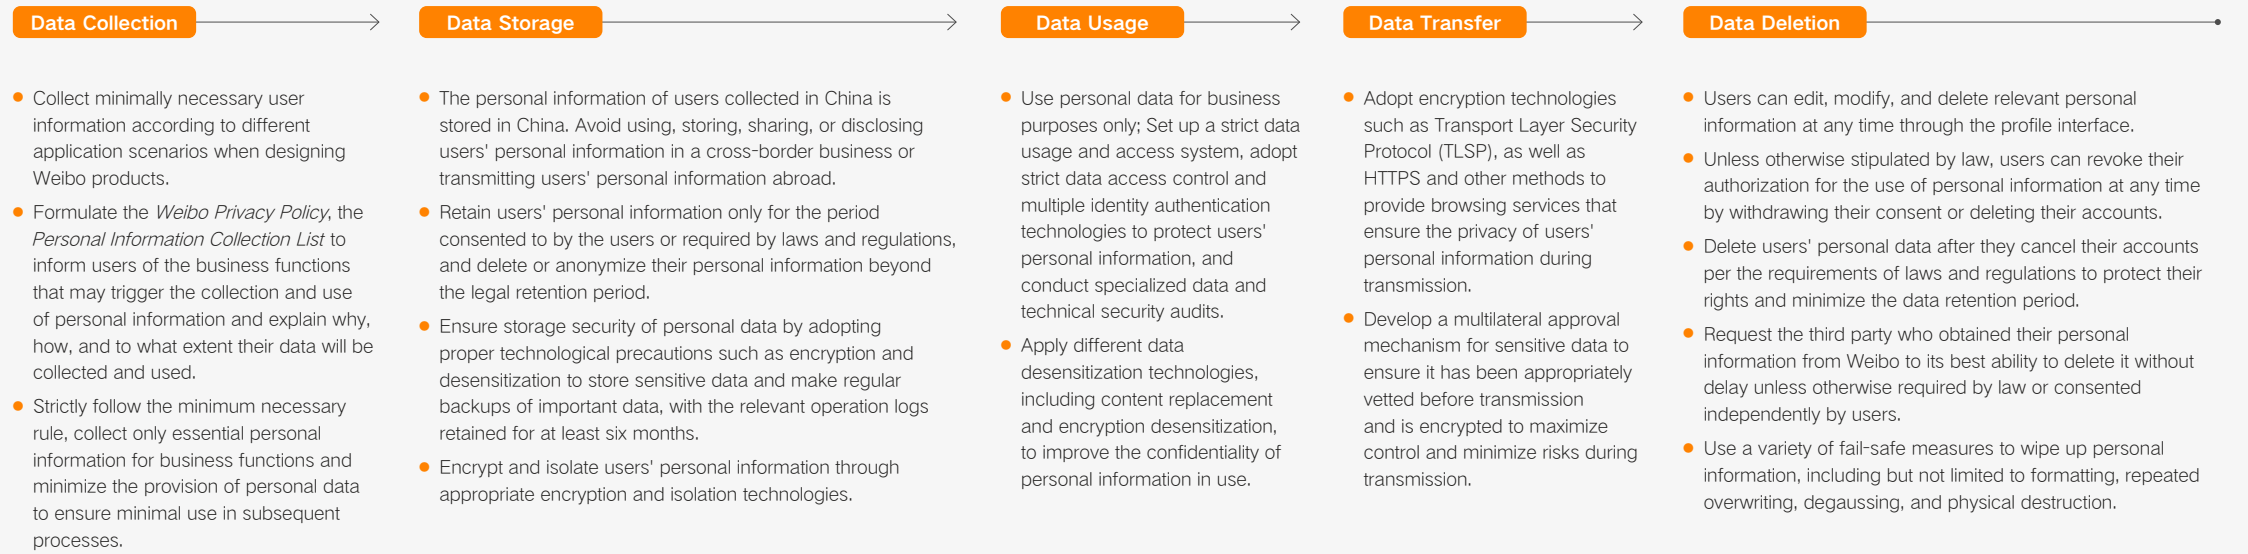 Data Collection
Collect minimally necessary user
information according to different
application scenarios when designing
Weibo products.
Formulate the Weibo Privacy Policy, the
Personal Information Collection List to
inform users of the business functions
that may trigger the collection and use
of personal information and explain why,
how, and to what extent their data will be
collected and used.
Strictly follow the minimum necessary
rule, collect only essential personal
information for business functions and
minimize the provision of personal data
to ensure minimal use in subsequent
processes.
Data Storage
The personal information of users collected in China is
stored in China. Avoid using, storing, sharing, or disclosing
users' personal information in a cross-border business or
transmitting users' personal information abroad.
Retain users' personal information only for the period
consented to by the users or required by laws and regulations,
and delete or anonymize their personal information beyond
the legal retention period.
Ensure storage security of personal data by adopting
proper technological precautions such as encryption and
desensitization to store sensitive data and make regular
backups of important data, with the relevant operation logs
retained for at least six months.
Encrypt and isolate users' personal information through
appropriate encryption and isolation technologies.
Data Usage
Use personal data for business
purposes only; Set up a strict data
usage and access system, adopt
strict data access control and
multiple identity authentication
technologies to protect users'
personal information, and
conduct specialized data and
technical security audits.
Apply different data
desensitization technologies,
including content replacement
and encryption desensitization,
to improve the confidentiality of
personal information in use.
Data Transfer
Adopt encryption technologies
such as Transport Layer Security
Protocol (TLSP), as well as
HTTPS and other methods to
provide browsing services that
ensure the privacy of users'
personal information during
transmission.
Develop a multilateral approval
mechanism for sensitive data to
ensure it has been appropriately
vetted before transmission
and is encrypted to maximize
control and minimize risks during
transmission.
Data Deletion
Users can edit, modify, and delete relevant personal
information at any time through the profile interface.
Unless otherwise stipulated by law, users can revoke their
authorization for the use of personal information at any time
by withdrawing their consent or deleting their accounts.
Delete users' personal data after they cancel their accounts
per the requirements of laws and regulations to protect their
rights and minimize the data retention period.
Request the third party who obtained their personal
information from Weibo to its best ability to delete it without
delay unless otherwise required by law or consented
independently by users.
Use a variety of fail-safe measures to wipe up personal
information, including but not limited to formatting, repeated
overwriting, degaussing, and physical destruction.